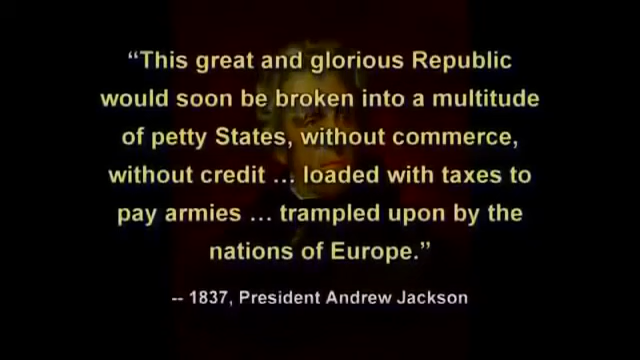 “This great and glorious Republic
would soon be broken into a multitude
of petty States, without commerce,
without credit … loaded with taxes to
pay armies … trampled upon by the
nations of Europe.”
-- 1837, President Andrew Jackson